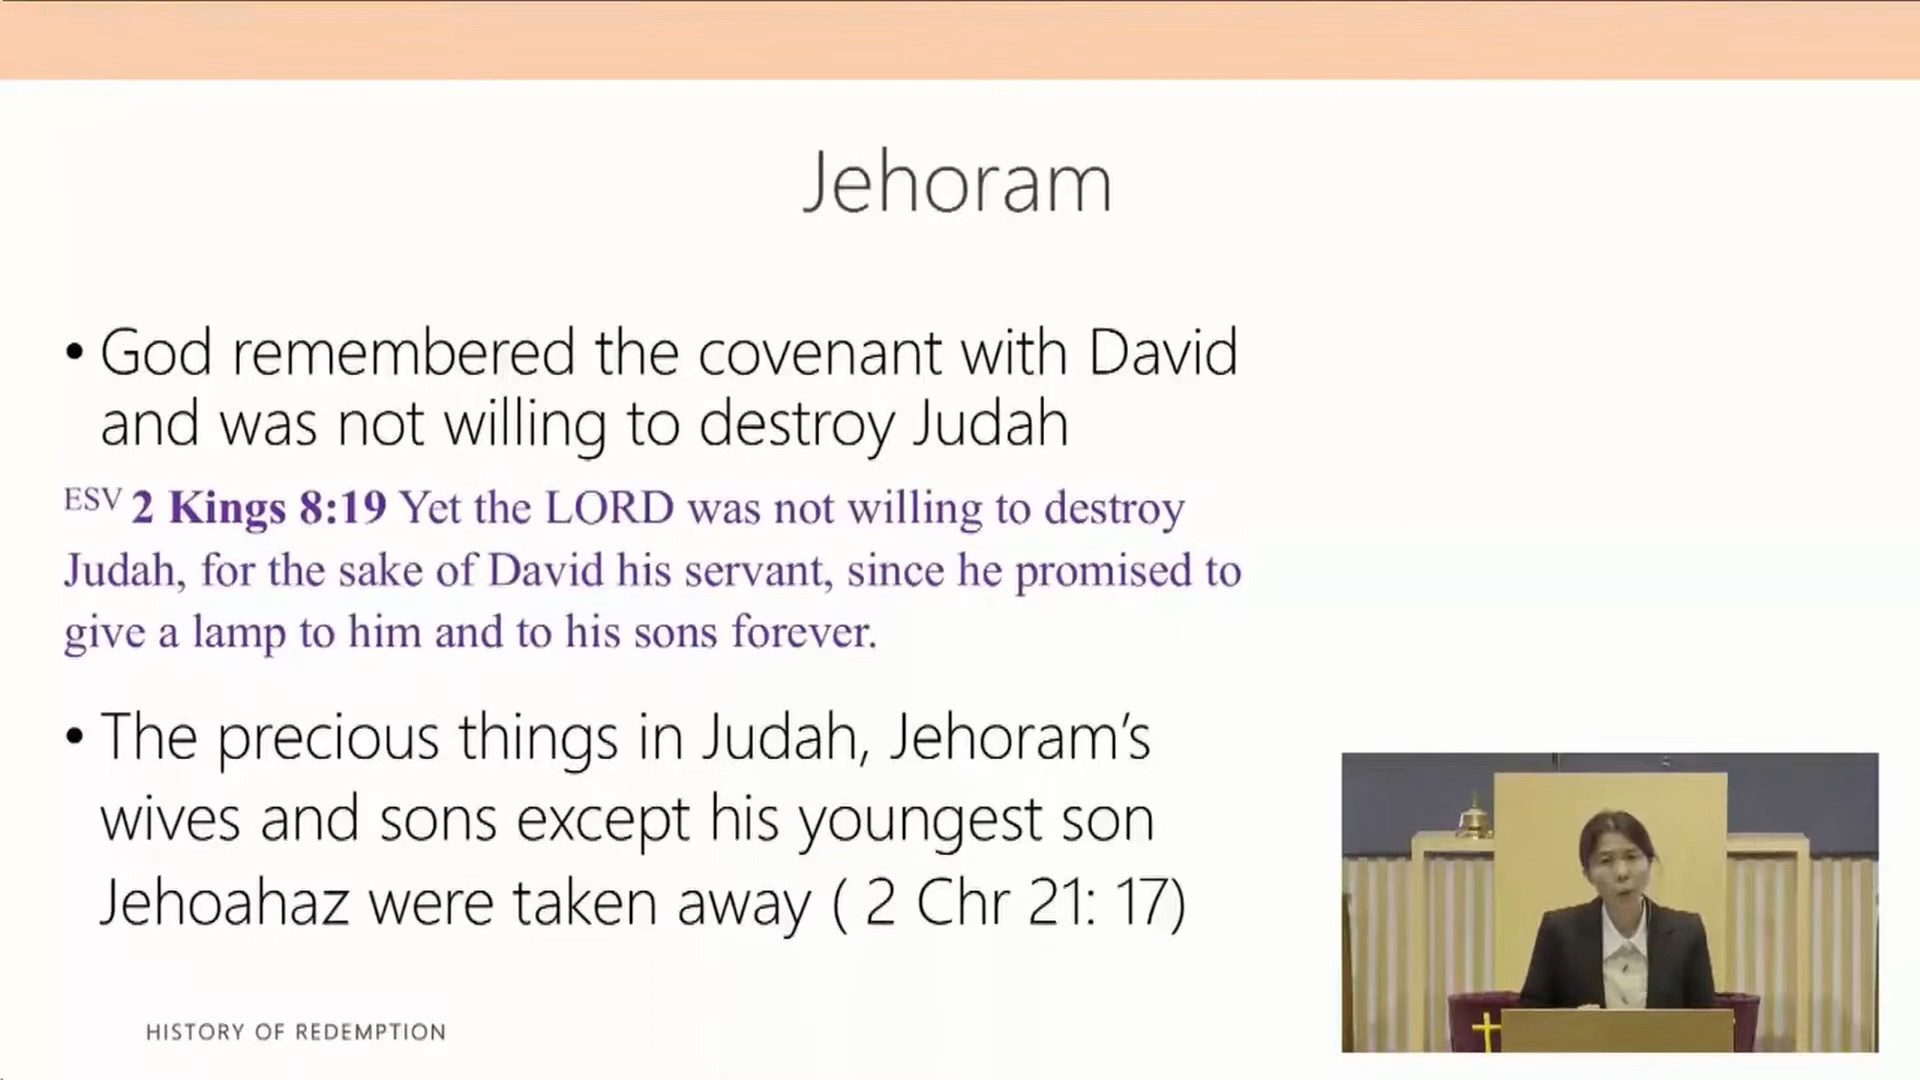 Jehoram
• God remembered the covenant with David
and was not willing to destroy Judah
ESV 2 Kings 8:19 Yet the LORD was not willing to destroy
Judah, for the sake of David his servant, since he promised to
give a lamp to him and to his sons forever.
• The precious things in Judah, Jehoram’s
wives and sons except his youngest son
Jehoahaz were taken away ( 2 Chr 21: 17)
HISTORY OF REDEMPTION